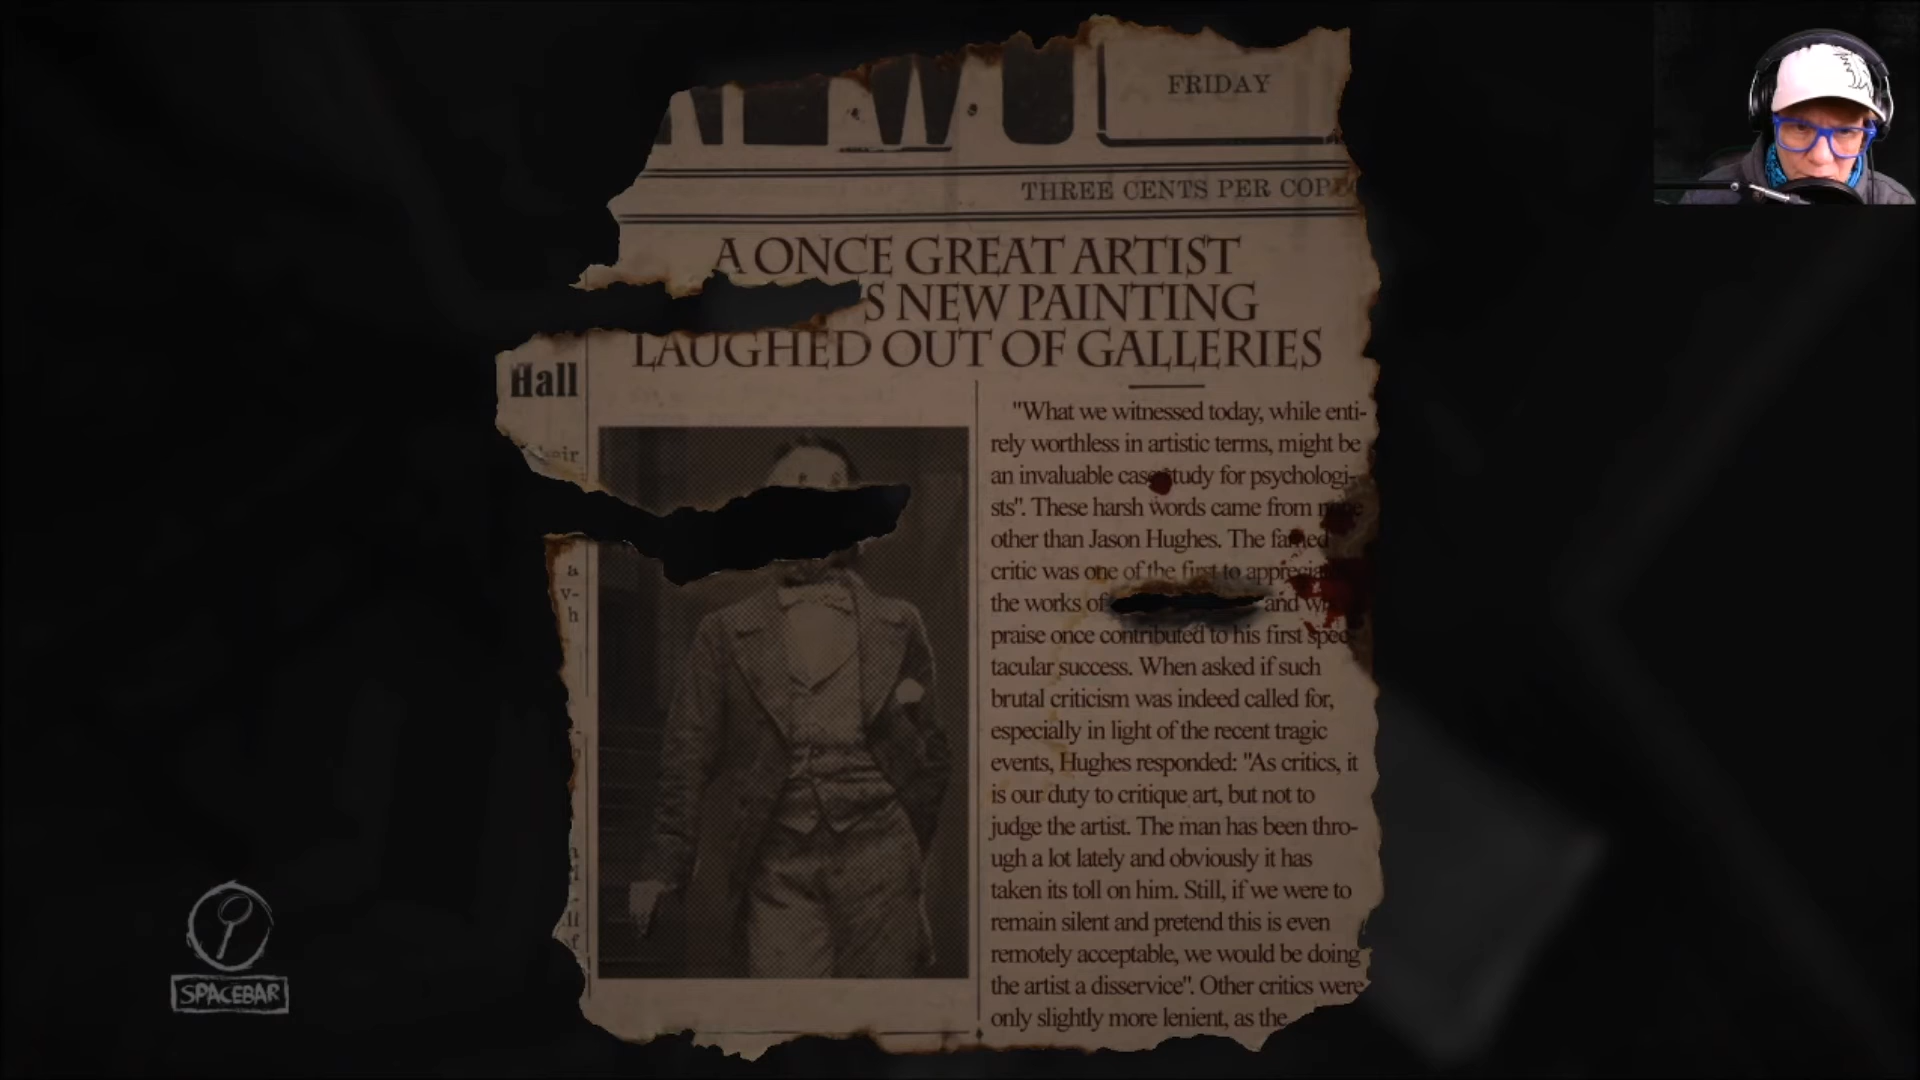 FRIDAY
THREE CENTS PER
A ONCE GREAT ARTIST
S NEW PAINTING
LAUGHED OUT OF GALLERIES
Hall
"What we witnessed today, while enti-
rely worthless in artistic terms, might be
an invaluable case study for psychologi-
sts". These harsh words came from
other than Jason Hughes. The famed
critic was one of the first to
the works of and
praise once contributed to his first spec-
tacular success. When asked if such
brutal criticism was indeed called for,
especially in light of the recent tragic
events, Hughes responded: "As critics, it
is our duty to critique art, but not to
judge the artist. The man has been thro-
ugh a lot lately and obviously it has
taken its toll on him. Still, if we were to
remain silent and pretend this is even
remotely acceptable, we would be doing
the artist a disservice". Other critics were
only slightly more lenient, as the
a
v-
h
SPACEBAR